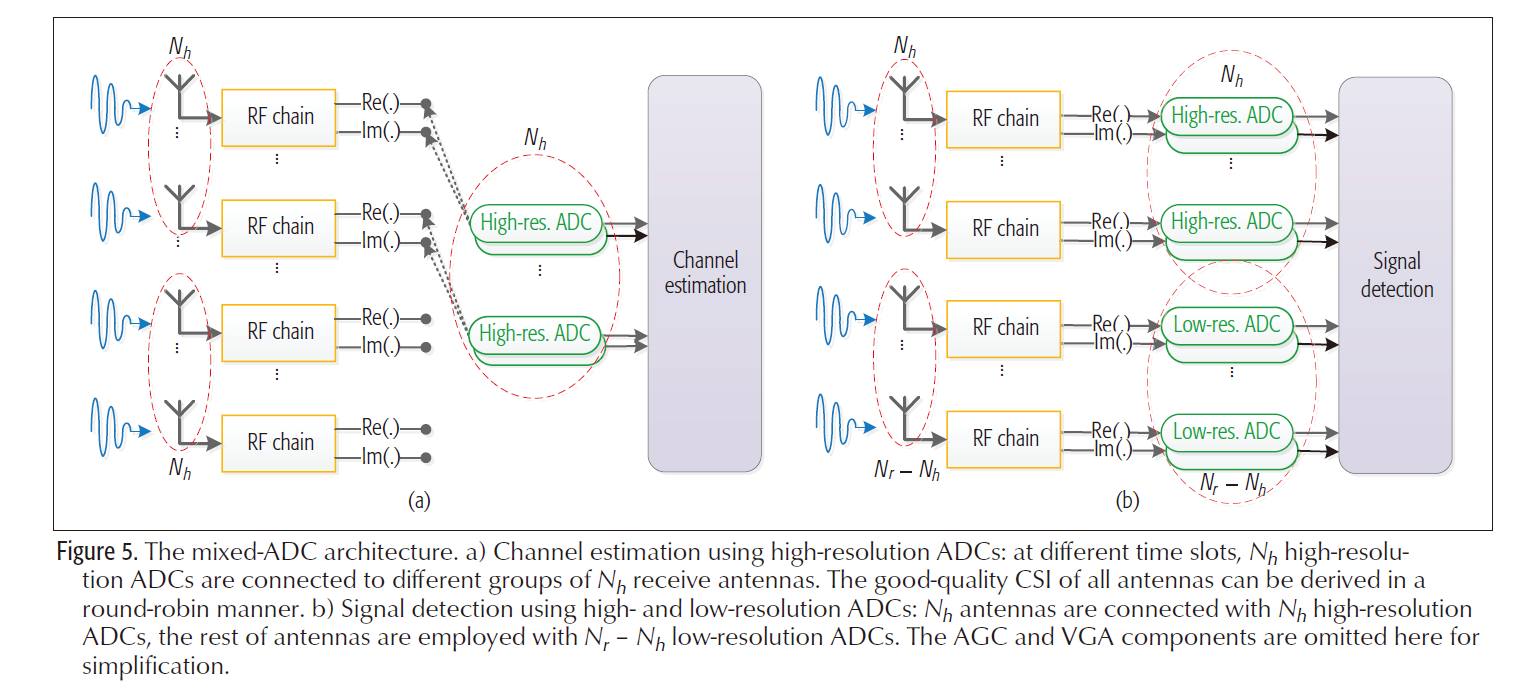 N_h
RF chain
Re(.)
Im(.)
RF chain
Re(.)
Im(.)
RF chain
Re(.)
Im(.)
RF chain
Re(.)
Im(.)
N_h
N_h
High-res. ADC
High-res. ADC
Channel
estimation
(a)
N_h
RF chain
Re(.)
Im(.)
RF chain
Re(.)
Im(.)
RF chain
Re(.)
Im(.)
RF chain
Re(.)
Im(.)
N_r – N_h
N_h
High-res. ADC
High-res. ADC
Low-res. ADC
Low-res. ADC
N_r – N_h
Signal
detection
(b)
Figure 5. The mixed-ADC architecture. a) Channel estimation using high-resolution ADCs: at different time slots, N_h high-resolu-
tion ADCs are connected to different groups of N_h receive antennas. The good-quality CSI of all antennas can be derived in a
round-robin manner. b) Signal detection using high- and low-resolution ADCs: N_h antennas are connected with N_h high-resolution
ADCs, the rest of antennas are employed with N_r – N_h low-resolution ADCs. The AGC and VGA components are omitted here for
simplification.